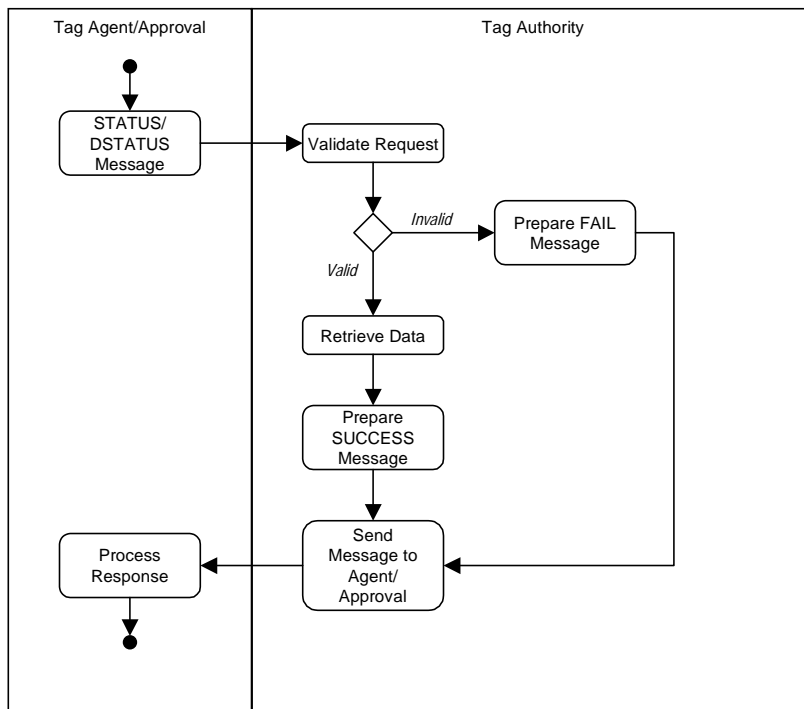 Tag Agent/Approval
Tag Authority
STATUS/
DSTATUS
Message
Validate Request
Invalid
Prepare FAIL
Message
Valid
Retrieve Data
Prepare
SUCCESS
Message
Send
Message to
Agent/
Approval
Process
Response